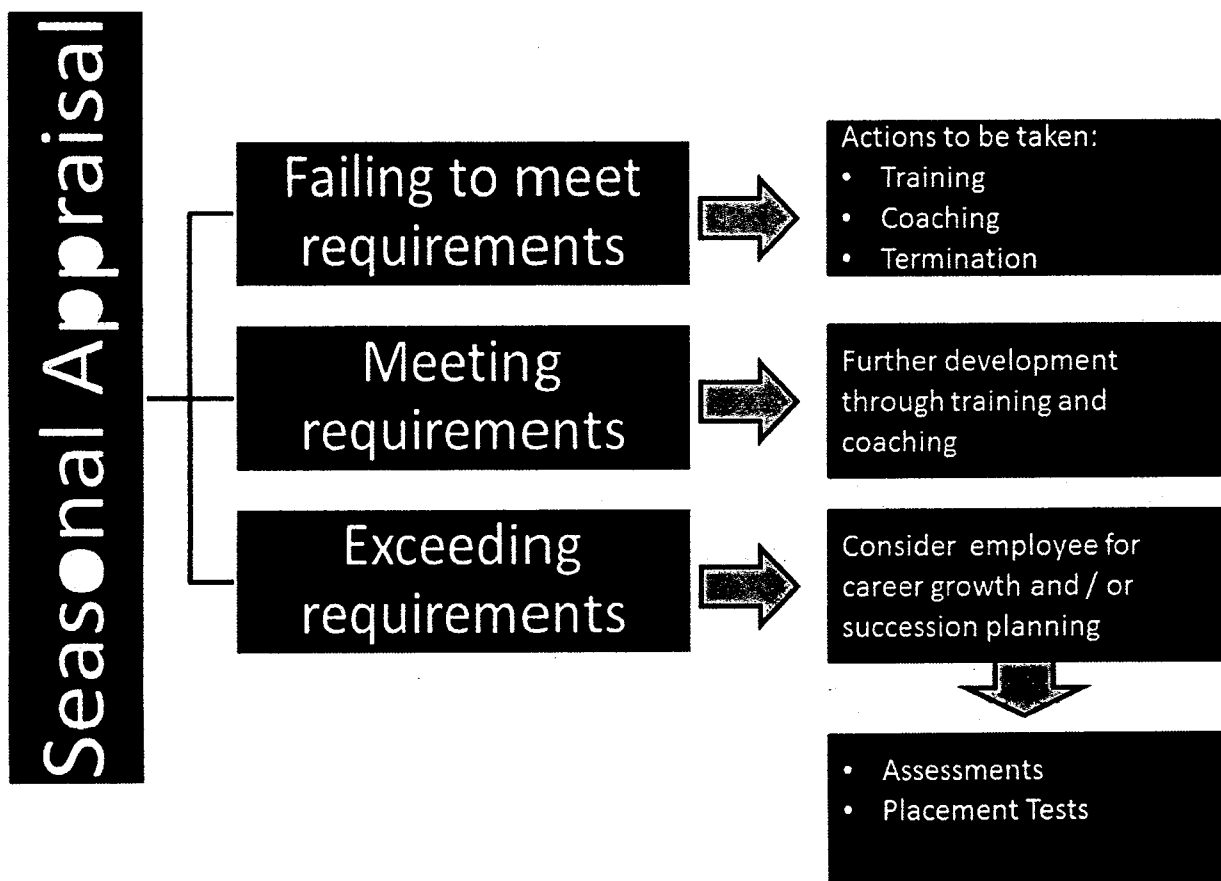 Seasonal Appraisal
Failing to meet
requirements
Actions to be taken:
• Training
• Coaching
• Termination
Meeting
requirements
Further development
through training and
coaching
Exceeding
requirements
Consider employee for
career growth and / or
succession planning
• Assessments
• Placement Tests